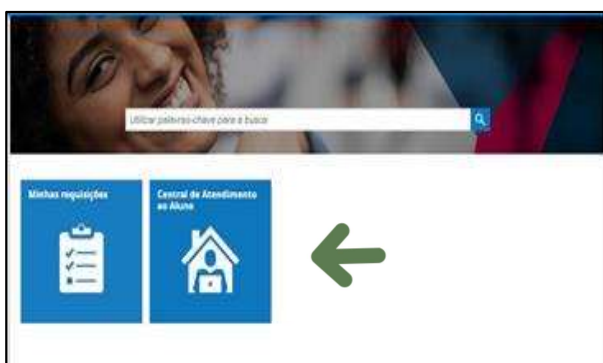 Utilizar palavras-chave para a busca
Minhas requisições
Central de Atendimento
ao Aluno